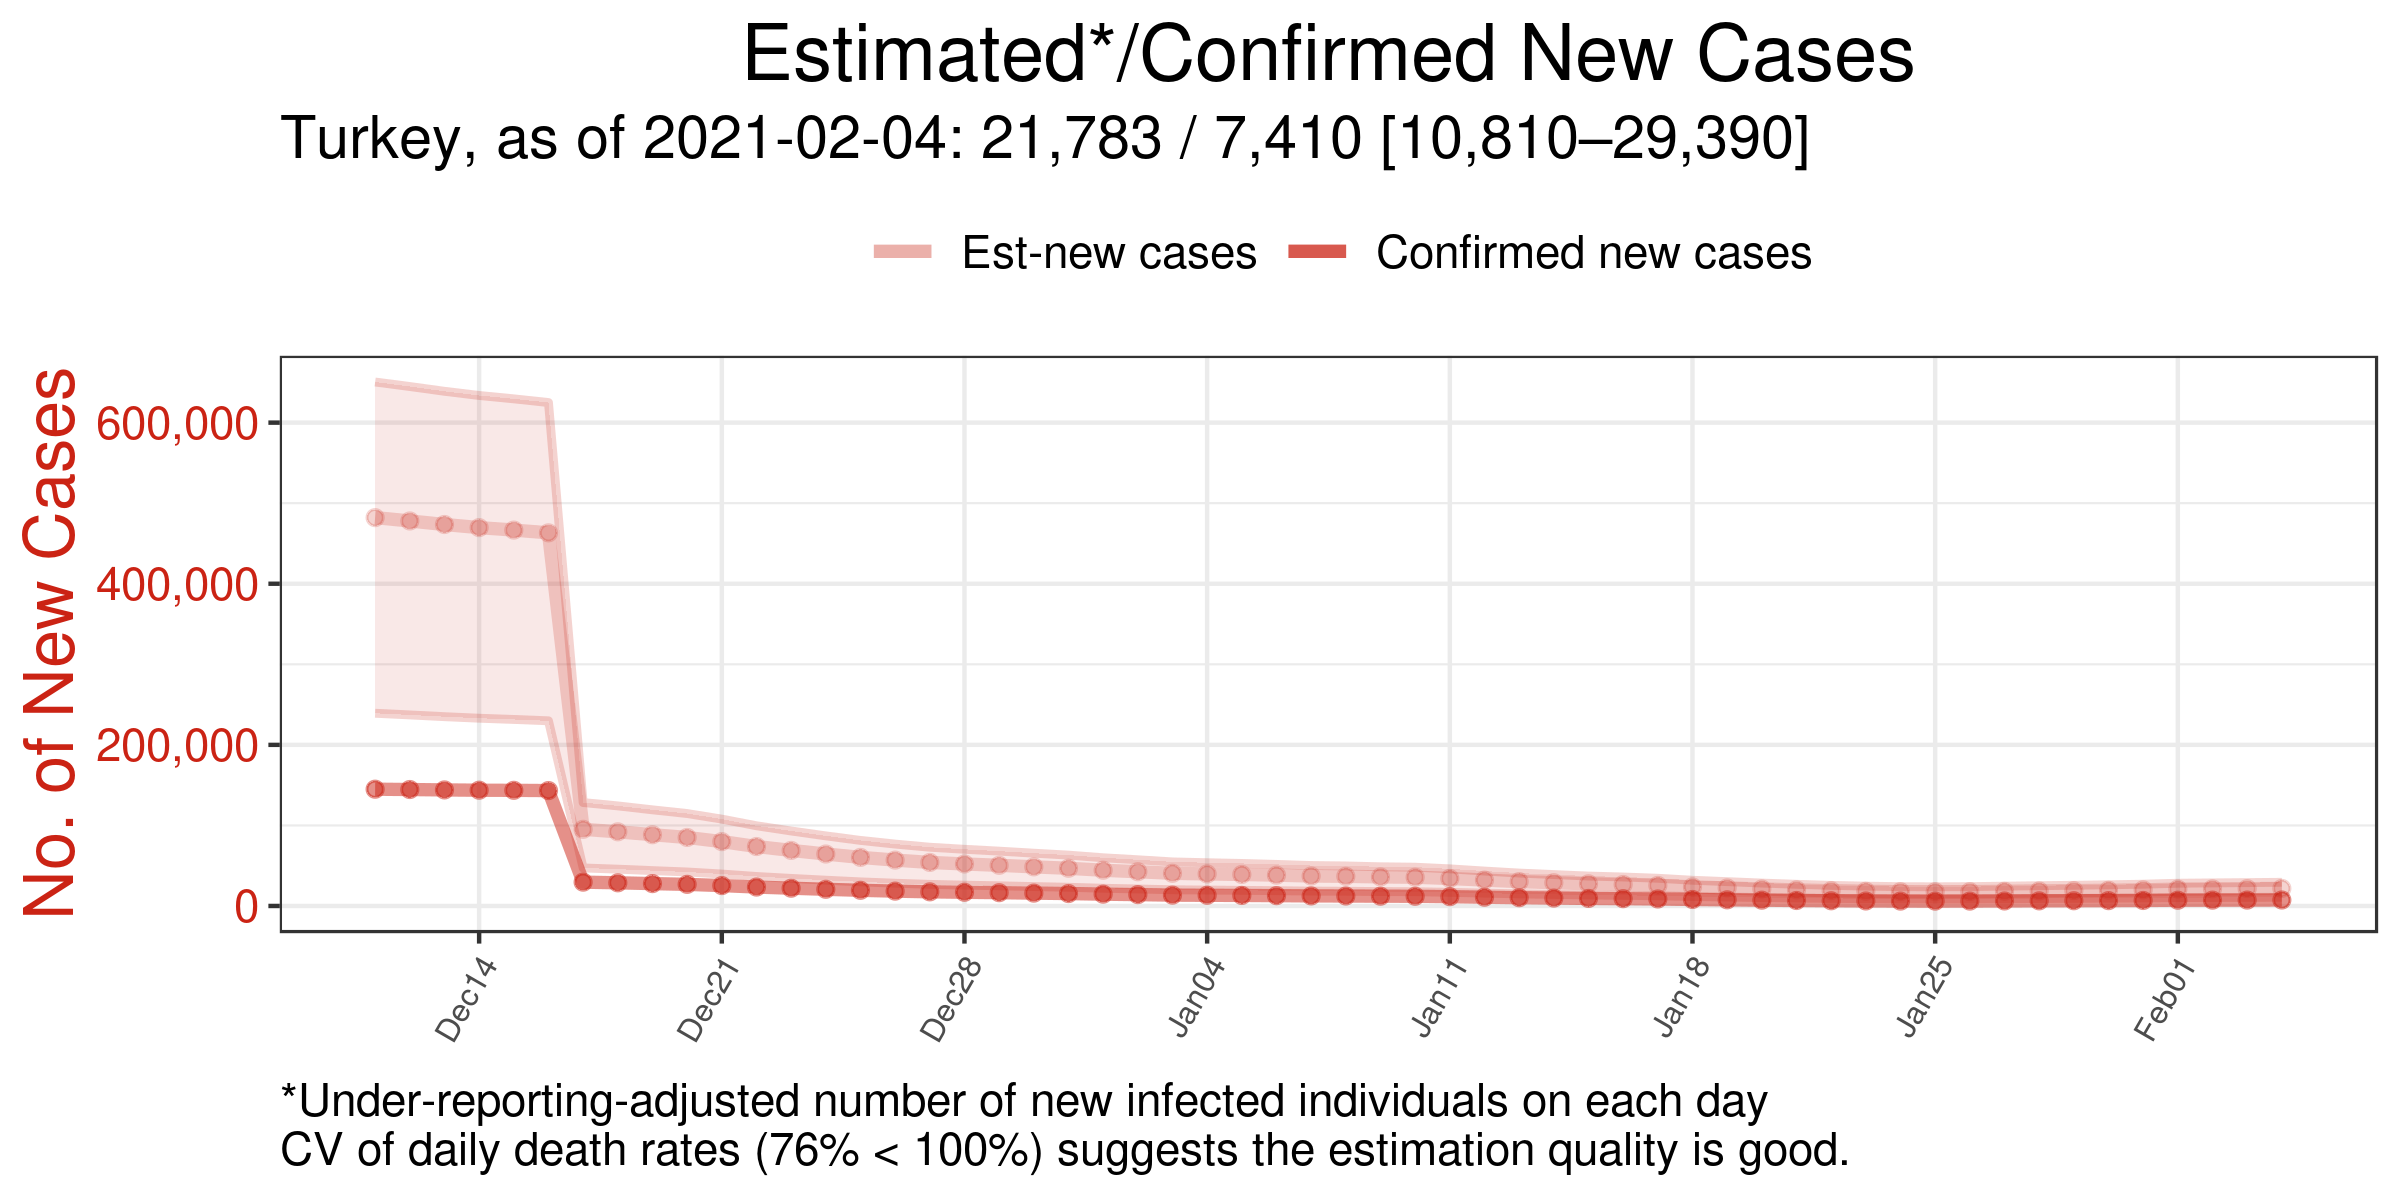 Estimated*/Confirmed New Cases
Turkey, as of 2021-02-04: 21,783 / 7,410 [10,810–29,390]
Est-new cases
Confirmed new cases
No. of New Cases
600,000
400,000
200,000
0
Dec14
Dec21
Dec28
Jan04
Jan11
Jan18
Jan25
Feb01
*Under-reporting-adjusted number of new infected individuals on each day
CV of daily death rates (76% < 100%) suggests the estimation quality is good.